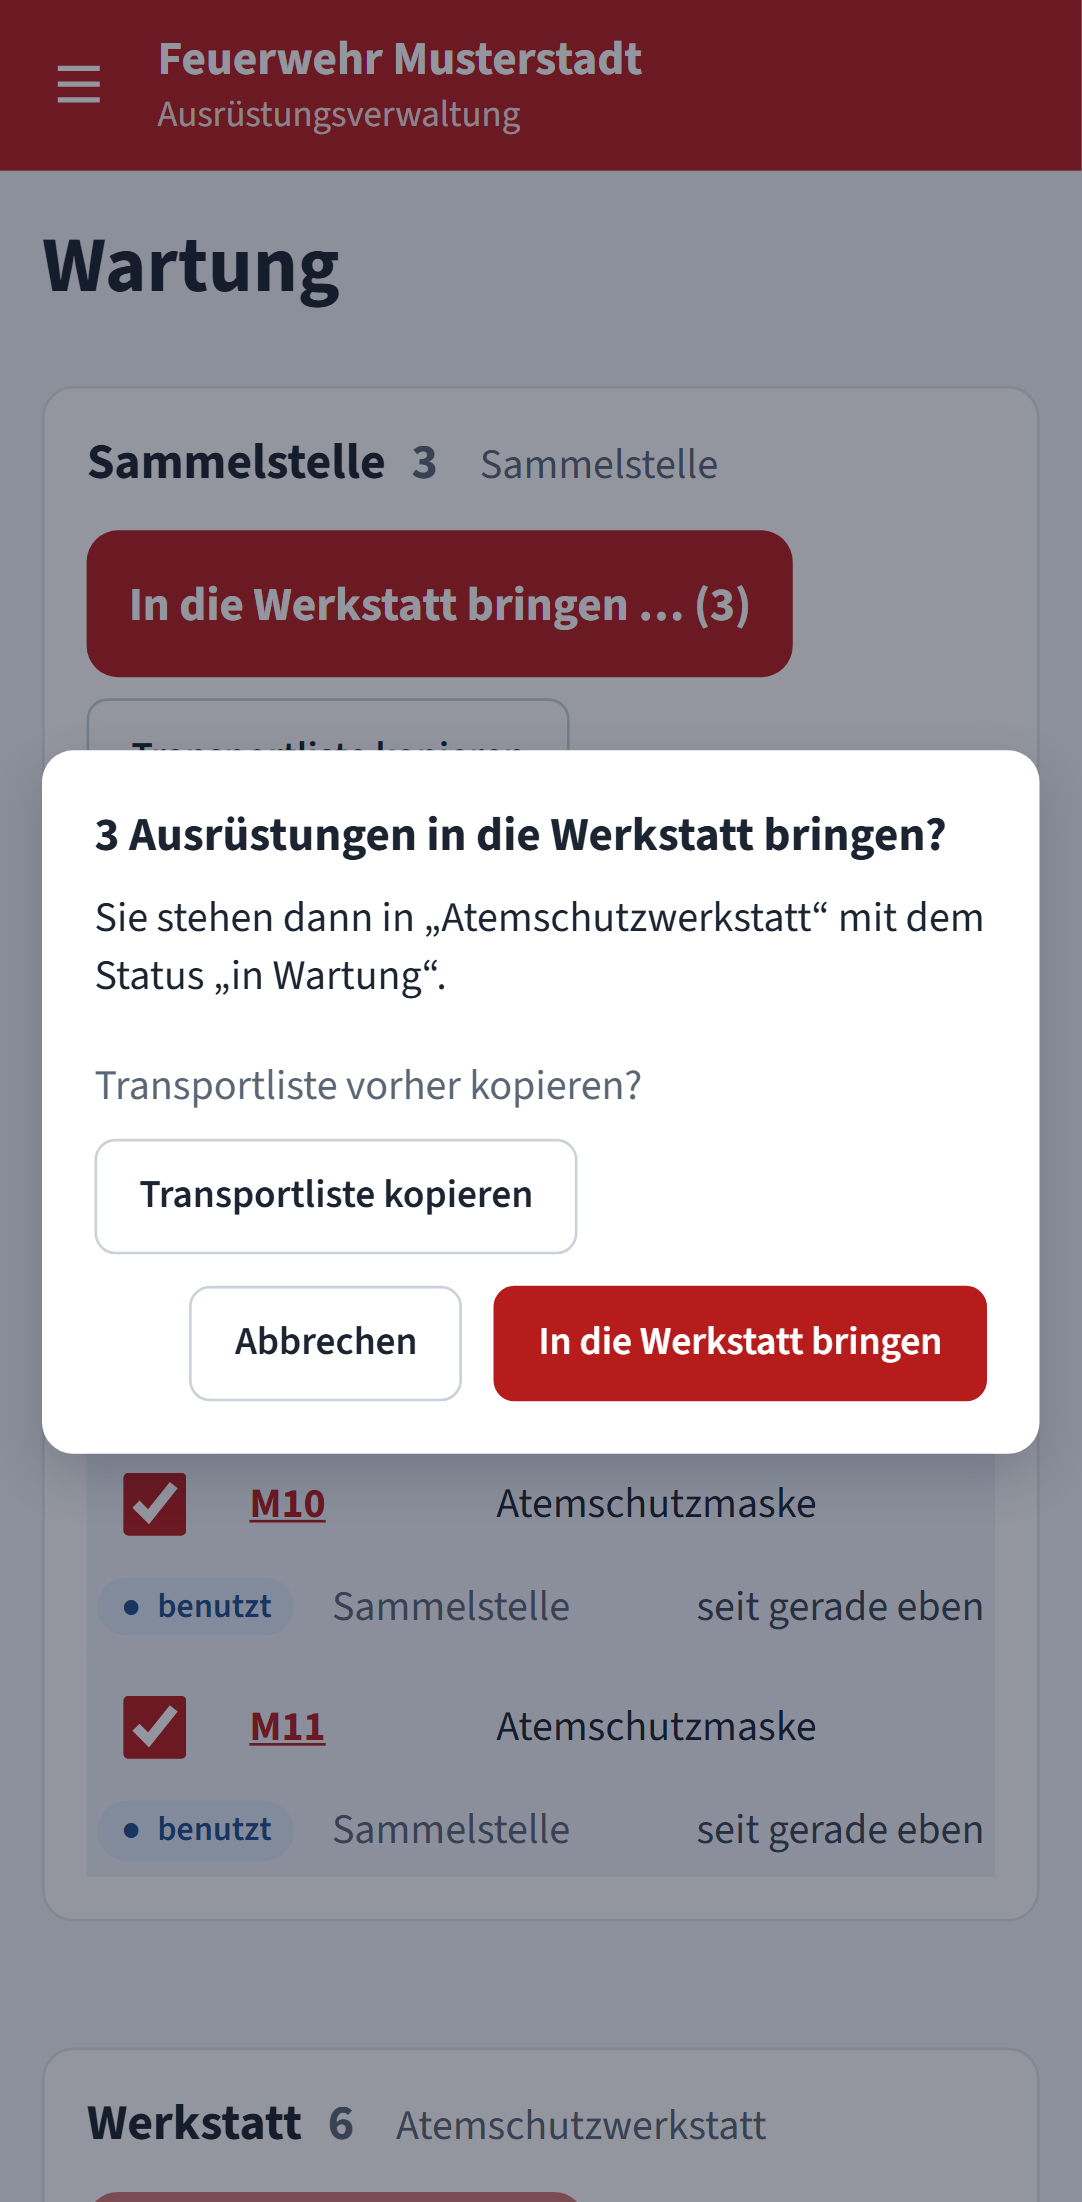 Feuerwehr Musterstadt
Ausrüstungsverwaltung
Wartung
Sammelstelle 3 Sammelstelle
In die Werkstatt bringen … (3)
Transportliste kopieren
3 Ausrüstungen in die Werkstatt bringen?
Sie stehen dann in „Atemschutzwerkstatt“ mit dem
Status „in Wartung“.
Transportliste vorher kopieren?
Transportliste kopieren
Abbrechen In die Werkstatt bringen
M10 Atemschutzmaske
benutzt Sammelstelle seit gerade eben
M11 Atemschutzmaske
benutzt Sammelstelle seit gerade eben
Werkstatt 6 Atemschutzwerkstatt